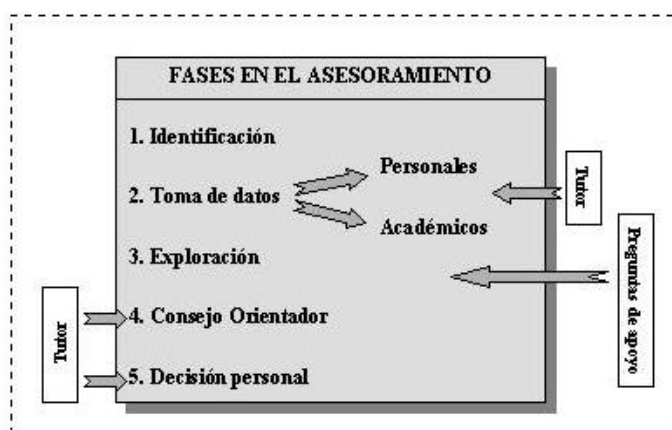 FASES EN EL ASESORAMIENTO
1. Identificación
Personales
2. Toma de datos
Académicos
3. Exploración
4. Consejo Orientador
5. Decisión personal
Tutor
Preguntas de apoyo
Tutor